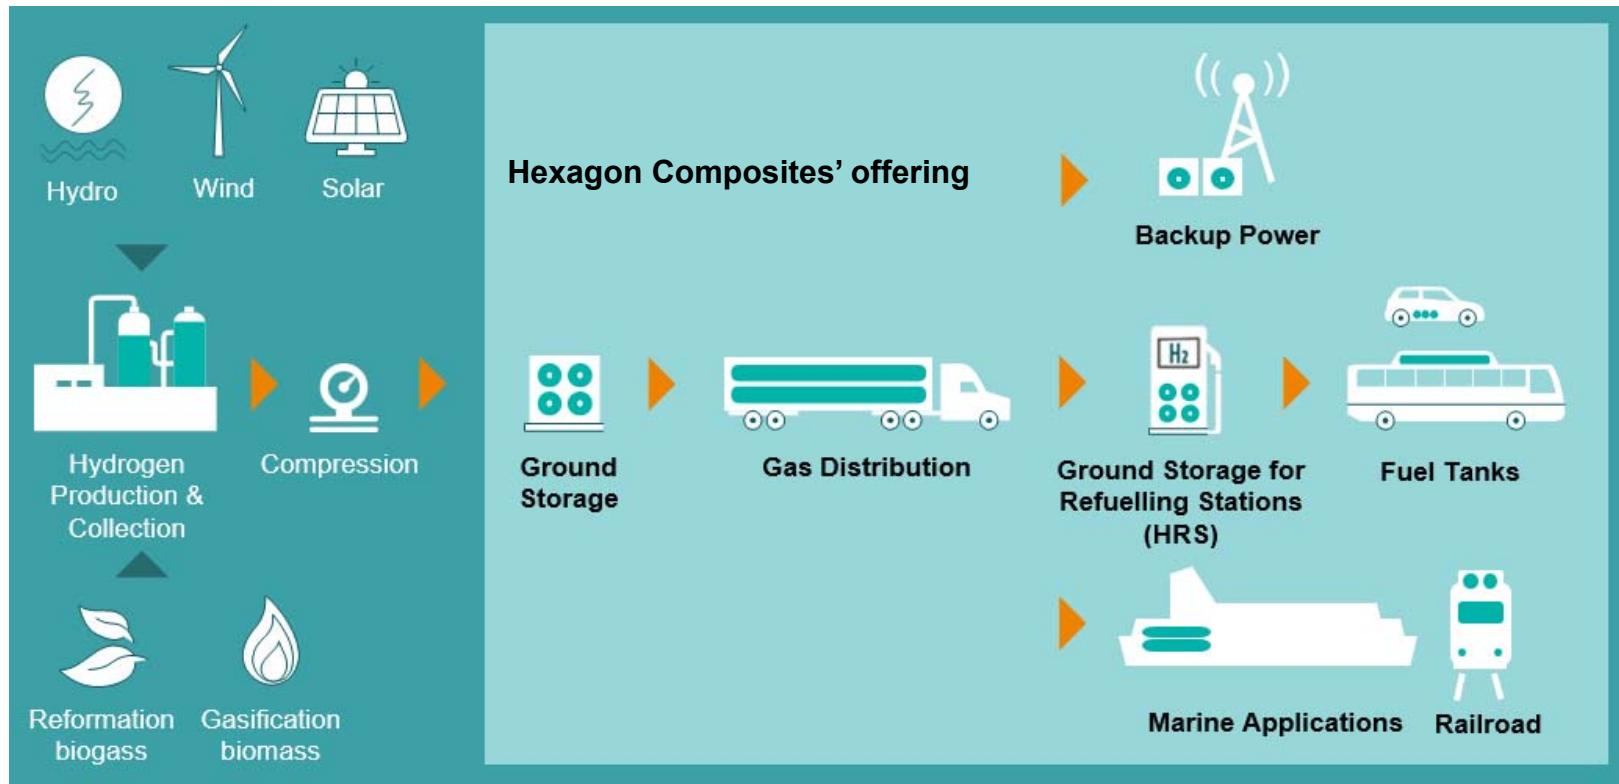 Hydro
Wind
Solar
Hydrogen
Production &
Collection
Compression
Reformation
biogass
Gasification
biomass
Hexagon Composites’ offering
Backup Power
Ground
Storage
Gas Distribution
H2
Ground Storage for
Refuelling Stations
(HRS)
Fuel Tanks
Marine Applications
Railroad